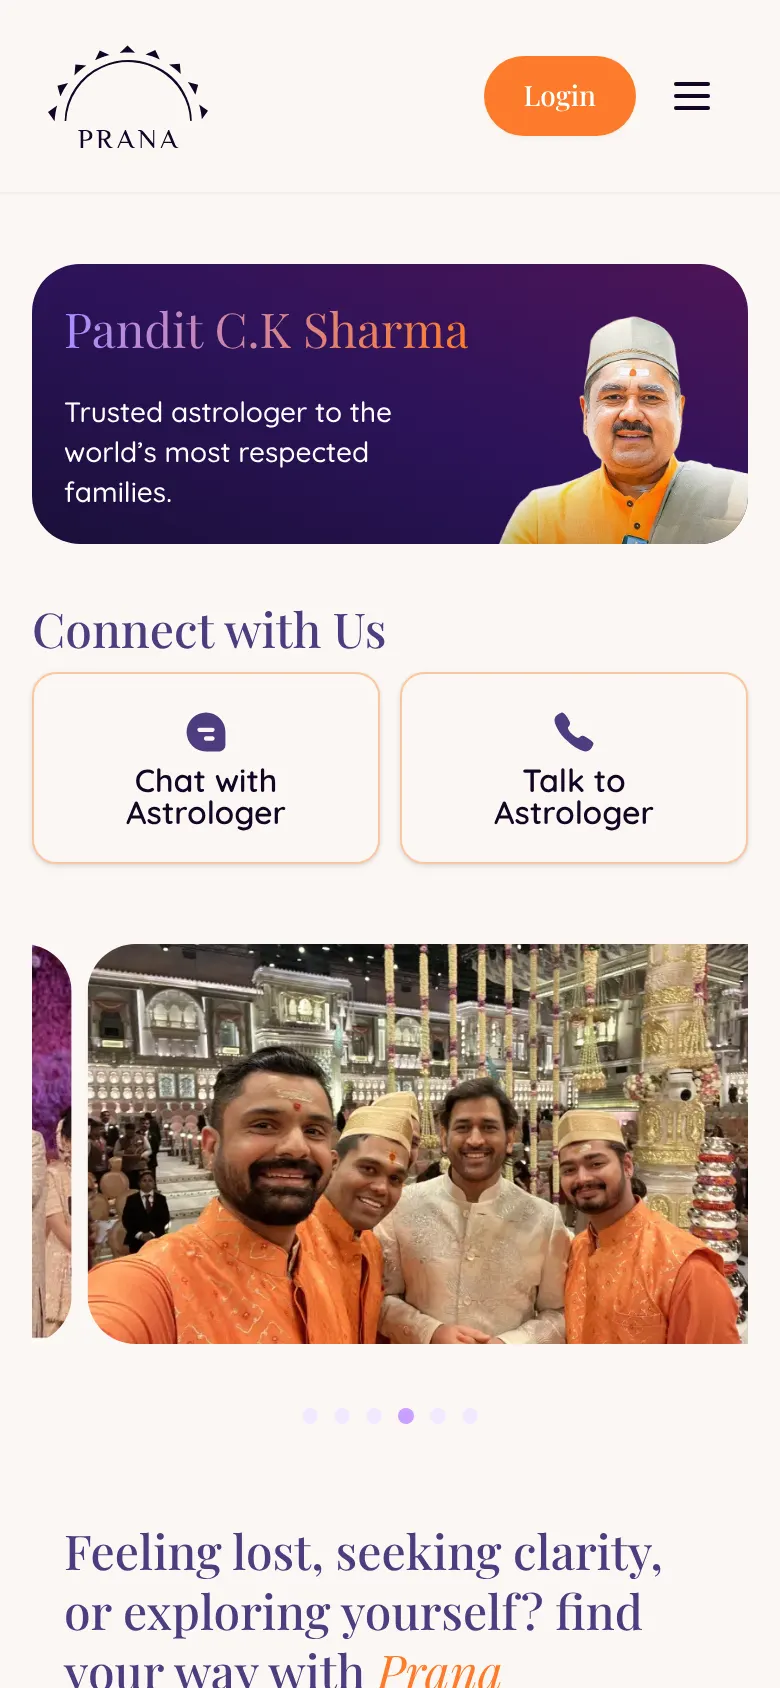 PRANA
Login
Pandit C.K Sharma
Trusted astrologer to the
world’s most respected
families.
Connect with Us
Chat with
Astrologer
Talk to
Astrologer
Feeling lost, seeking clarity,
or exploring yourself? find
your way with Prana